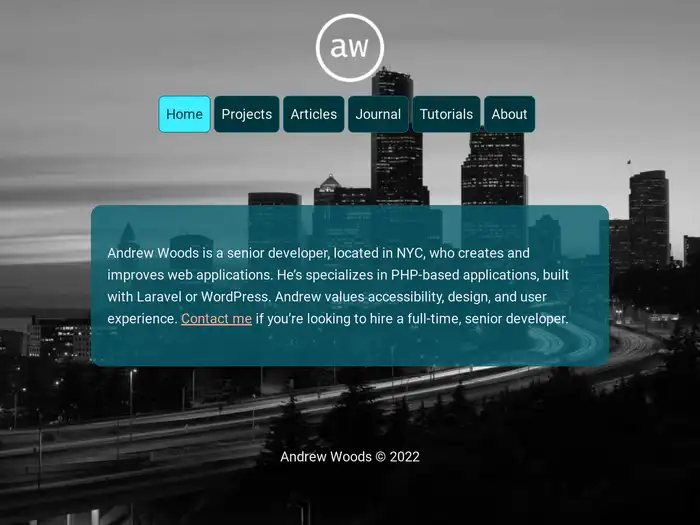 aw
Home Projects Articles Journal Tutorials About
Andrew Woods is a senior developer, located in NYC, who creates and
improves web applications. He’s specializes in PHP-based applications, built
with Laravel or WordPress. Andrew values accessibility, design, and user
experience. Contact me if you’re looking to hire a full-time, senior developer.
Andrew Woods © 2022